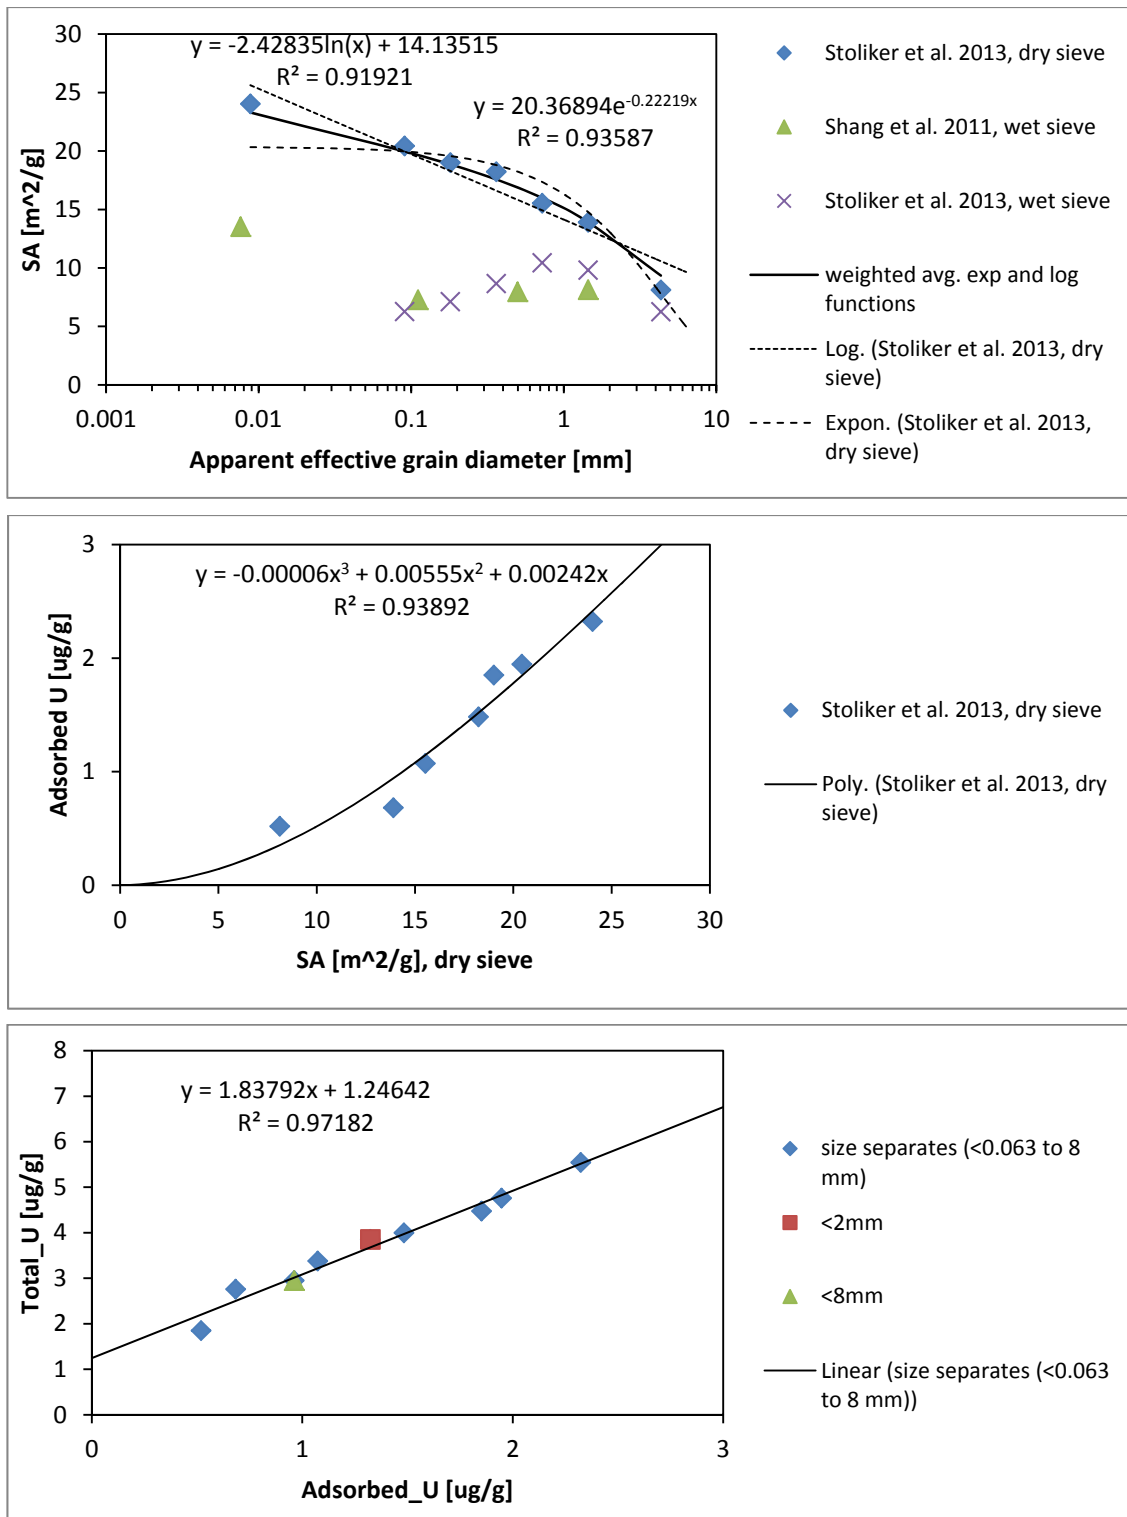 30
25
20
15
10
5
0
SA [m^2/g]
y = -2.42835ln(x) + 14.13515
R² = 0.91921
y = 20.36894e^-0.22219x
R² = 0.93587
0.001
0.01
0.1
1
10
Apparent effective grain diameter [mm]
Stoliker et al. 2013, dry sieve
Shang et al. 2011, wet sieve
Stoliker et al. 2013, wet sieve
weighted avg. exp and log
functions
Log. (Stoliker et al. 2013, dry
sieve)
Expon. (Stoliker et al. 2013,
dry sieve)
3
2
1
0
Adsorbed U [ug/g]
y = -0.00006x³ + 0.00555x² + 0.00242x
R² = 0.93892
0
5
10
15
20
25
30
SA [m^2/g], dry sieve
Stoliker et al. 2013, dry sieve
Poly. (Stoliker et al. 2013, dry
sieve)
8
7
6
5
4
3
2
1
0
Total_U [ug/g]
y = 1.83792x + 1.24642
R² = 0.97182
0
1
2
3
Adsorbed_U [ug/g]
size separates (<0.063 to 8
mm)
<2mm
<8mm
Linear (size separates (<0.063
to 8 mm))